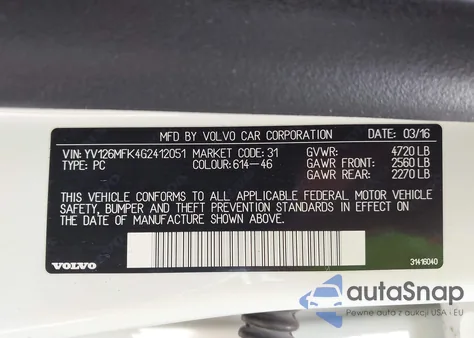 MFD BY VOLVO CAR CORPORATION DATE: 03/16
VIN: YV126MFK4G2412051 MARKET CODE: 31 GVWR: 4720 LB
TYPE: PC COLOUR: 614-46 GAWR FRONT: 2560 LB
GAWR REAR: 2270 LB
THIS VEHICLE CONFORMS TO ALL APPLICABLE FEDERAL MOTOR VEHICLE
SAFETY, BUMPER AND THEFT PREVENTION STANDARDS IN EFFECT ON
THE DATE OF MANUFACTURE SHOWN ABOVE.
VOLVO 31416040
autoSnap
Pewne auta z USA i EU